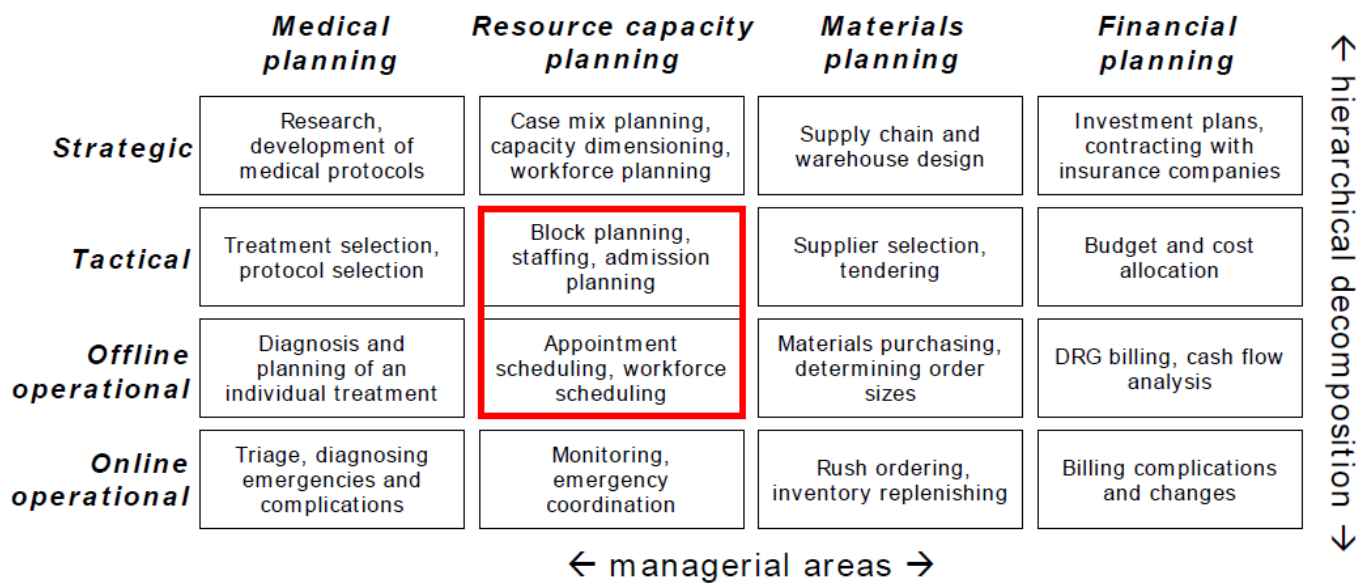 Medical planning
Resource capacity planning
Materials planning
Financial planning
Strategic
Research,
development of
medical protocols
Case mix planning,
capacity dimensioning,
workforce planning
Supply chain and
warehouse design
Investment plans,
contracting with
insurance companies
Tactical
Treatment selection,
protocol selection
Block planning,
staffing, admission
planning
Supplier selection,
tendering
Budget and cost
allocation
Offline
operational
Diagnosis and
planning of an
individual treatment
Appointment
scheduling, workforce
scheduling
Materials purchasing,
determining order
sizes
DRG billing, cash flow
analysis
Online
operational
Triage, diagnosing
emergencies and
complications
Monitoring,
emergency
coordination
Rush ordering,
inventory replenishing
Billing complications
and changes
← managerial areas →
← hierarchical decomposition →